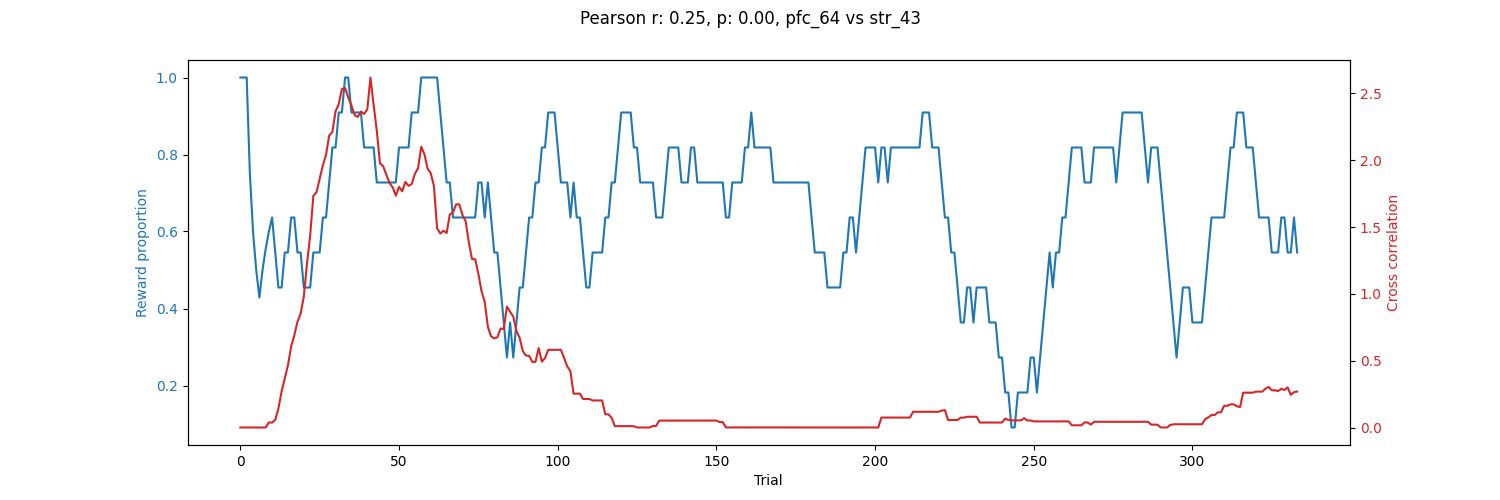 Pearson r: 0.25, p: 0.00, pfc_64 vs str_43
1.0
0.8
0.6
0.4
0.2
Reward proportion
2.5
2.0
1.5
1.0
0.5
0.0
Cross correlation
0 50 100 150 200 250 300
Trial